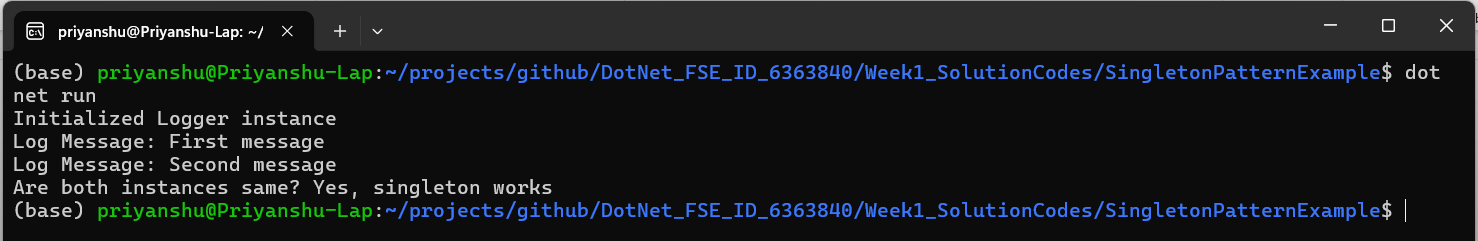 priyanshu@Priyanshu-Lap: ~/
(base) priyanshu@Priyanshu-Lap:~/projects/github/DotNet_FSE_ID_6363840/Week1_SolutionCodes/SingletonPatternExample$ dot
net run
Initialized Logger instance
Log Message: First message
Log Message: Second message
Are both instances same? Yes, singleton works
(base) priyanshu@Priyanshu-Lap:~/projects/github/DotNet_FSE_ID_6363840/Week1_SolutionCodes/SingletonPatternExample$